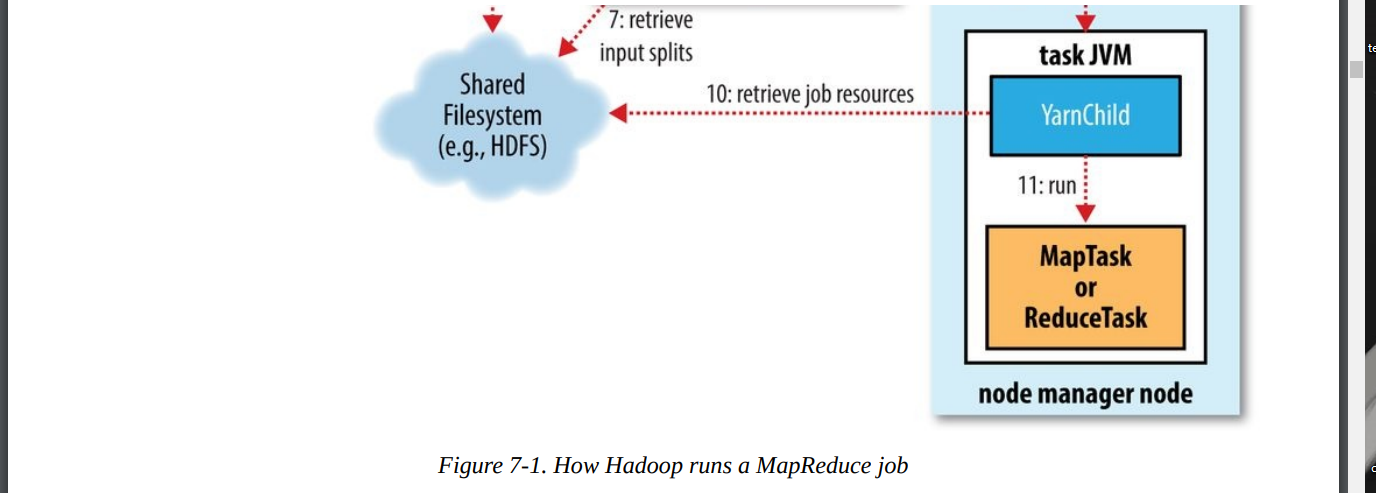 7: retrieve
input splits
task JVM
Shared
Filesystem
(e.g., HDFS)
10: retrieve job resources
YarnChild
11: run
MapTask
or
ReduceTask
node manager node
Figure 7-1. How Hadoop runs a MapReduce job